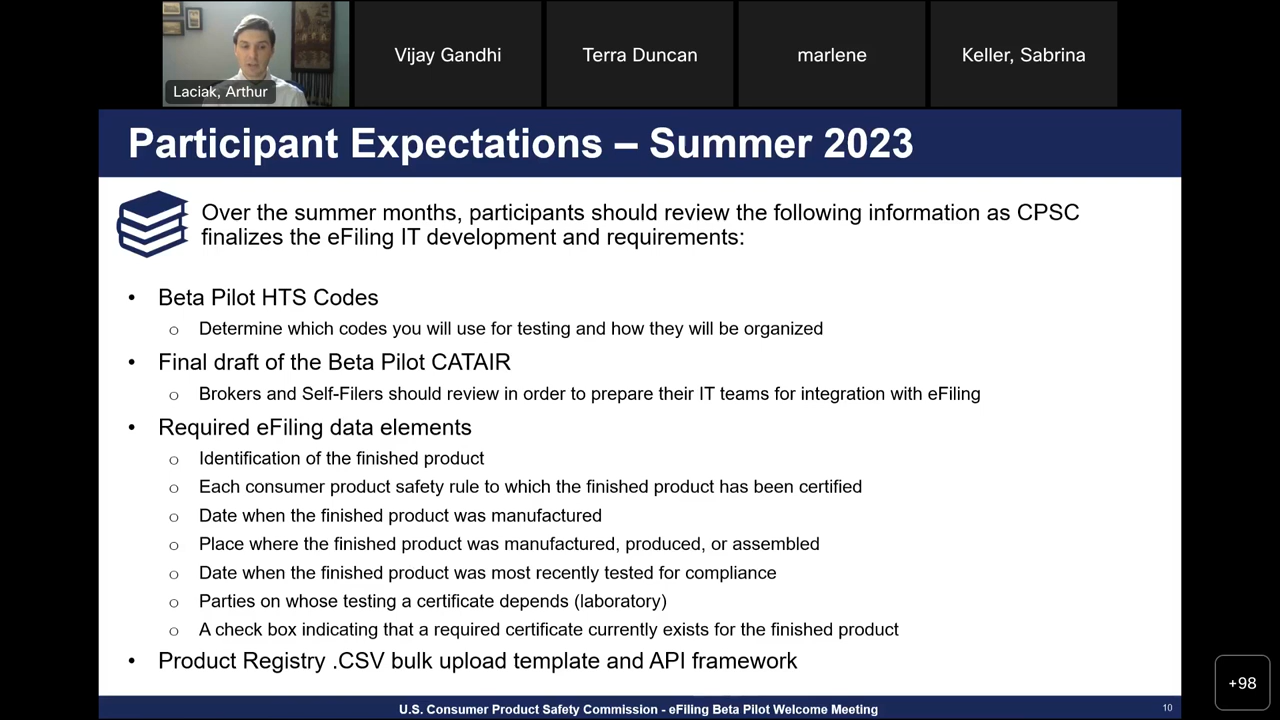 Laciak, Arthur
Vijay Gandhi
Terra Duncan
marlene
Keller, Sabrina
Participant Expectations – Summer 2023
Over the summer months, participants should review the following information as CPSC
finalizes the eFiling IT development and requirements:
• Beta Pilot HTS Codes
o Determine which codes you will use for testing and how they will be organized
• Final draft of the Beta Pilot CATAIR
o Brokers and Self-Filers should review in order to prepare their IT teams for integration with eFiling
• Required eFiling data elements
o Identification of the finished product
o Each consumer product safety rule to which the finished product has been certified
o Date when the finished product was manufactured
o Place where the finished product was manufactured, produced, or assembled
o Date when the finished product was most recently tested for compliance
o Parties on whose testing a certificate depends (laboratory)
o A check box indicating that a required certificate currently exists for the finished product
• Product Registry .CSV bulk upload template and API framework
+98
U.S. Consumer Product Safety Commission - eFiling Beta Pilot Welcome Meeting
10